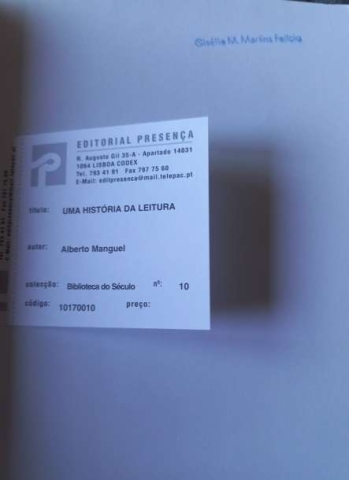 Gisélia M. Martins
EDITORIAL PRESENÇA
R. Augusto Gil 35-A - Apartado 14031
1064 LISBOA CODEX
Tel. 793 41 91 Fax 797 75 60
E-Mail: editpresenca@mail.telepac.pt
título: UMA HISTÓRIA DA LEITURA
autor: Alberto Manguel
colecção: Biblioteca do Século nº: 10
código: 10170010 preço: